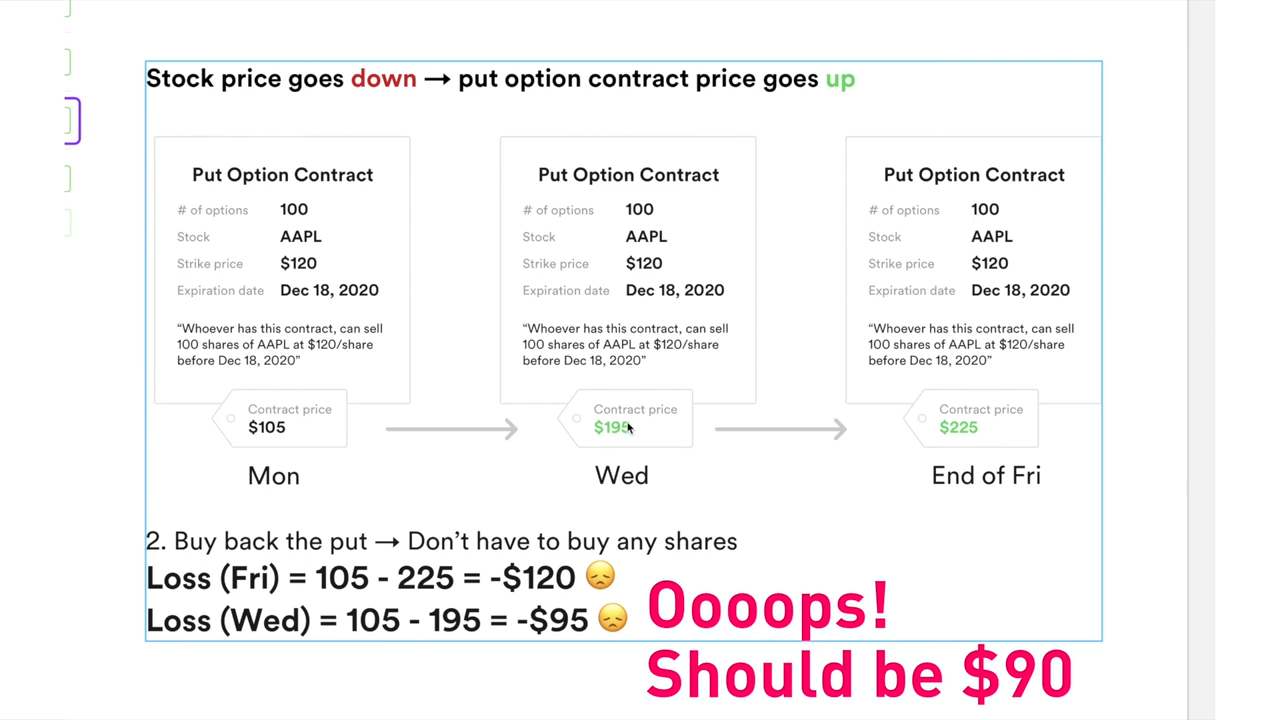 Stock price goes down → put option contract price goes up
Put Option Contract
# of options 100
Stock AAPL
Strike price $120
Expiration date Dec 18, 2020
“Whoever has this contract, can sell
100 shares of AAPL at $120/share
before Dec 18, 2020”
Contract price
$105
Mon
Put Option Contract
# of options 100
Stock AAPL
Strike price $120
Expiration date Dec 18, 2020
“Whoever has this contract, can sell
100 shares of AAPL at $120/share
before Dec 18, 2020”
Contract price
$195
Wed
Put Option Contract
# of options 100
Stock AAPL
Strike price $120
Expiration date Dec 18, 2020
“Whoever has this contract, can sell
100 shares of AAPL at $120/share
before Dec 18, 2020”
Contract price
$225
End of Fri
2. Buy back the put → Don’t have to buy any shares
Loss (Fri) = 105 - 225 = -$120 😞
Loss (Wed) = 105 - 195 = -$95 😞
Oooops!
Should be $90